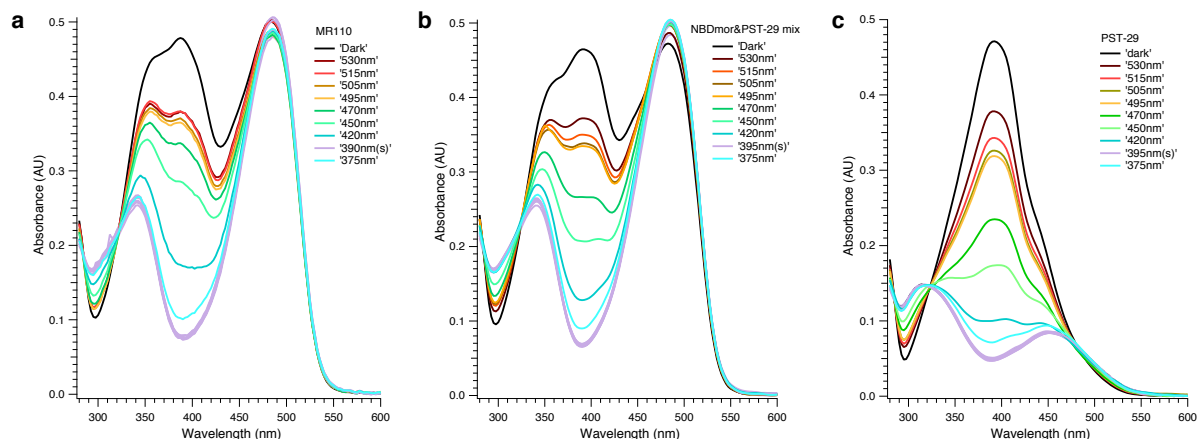 a
MR110
'Dark'
'530nm'
'515nm'
'505nm'
'495nm'
'470nm'
'450nm'
'420nm'
'390nm(s)'
'375nm'
0.5
0.4
0.3
0.2
0.1
0.0
Absorbance (AU)
300 350 400 450 500 550 600
Wavelength (nm)
b
NBDmor&PST-29 mix
'Dark'
'530nm'
'515nm'
'505nm'
'495nm'
'470nm'
'450nm'
'420nm'
'395nm(s)'
'375nm'
0.5
0.4
0.3
0.2
0.1
0.0
Absorbance (AU)
300 350 400 450 500 550 600
Wavelength (nm)
c
PST-29
'dark'
'530nm'
'515nm'
'505nm'
'495nm'
'470nm'
'450nm'
'420nm'
'395nm(s)'
'375nm'
0.5
0.4
0.3
0.2
0.1
0.0
Absorbance (AU)
300 350 400 450 500 550 600
Wavelength (nm)